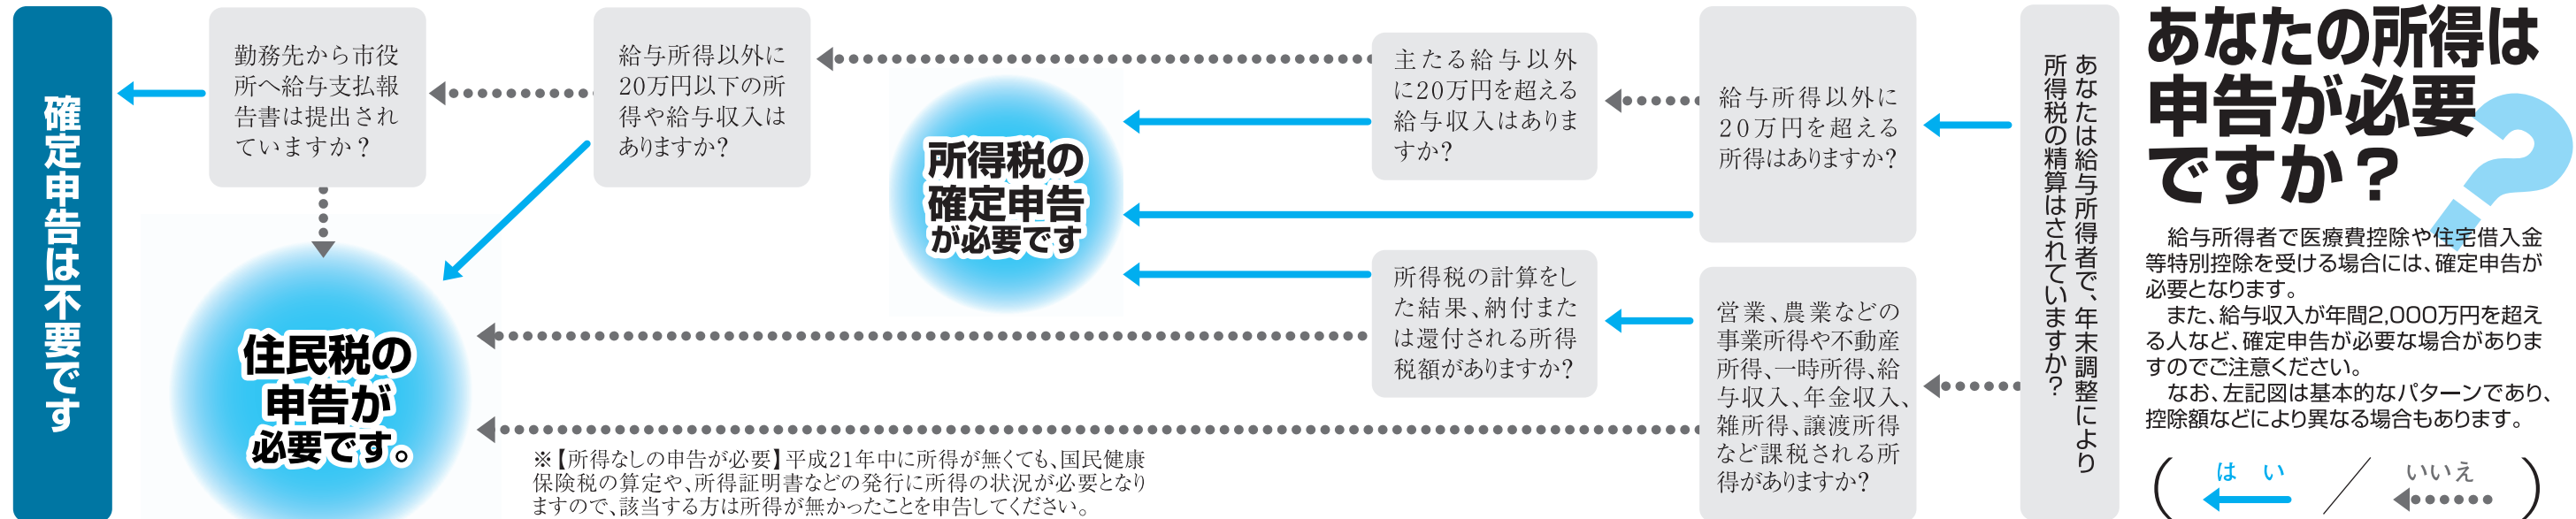 あなたの所得は
申告が必要
ですか？
　給与所得者で医療費控除や住宅借入金
等特別控除を受ける場合には、確定申告が
必要となります。
　また、給与収入が年間2,000万円を超え
る人など、確定申告が必要な場合がありま
すのでご注意ください。
　なお、左記図は基本的なパターンであり、
控除額などにより異なる場合もあります。
（　はい　／　いいえ　）
あなたは給与所得者で、年末調整により
所得税の精算はされていますか？
給与所得以外に
20万円を超える
所得はありますか？
営業、農業などの
事業所得や不動産
所得、一時所得、給
与収入、年金収入、
雑所得、譲渡所得
など課税される所
得がありますか？
主たる給与以外
に20万円を超える
給与収入はありま
すか？
所得税の計算をし
た結果、納付また
は還付される所得
税額がありますか？
所得税の
確定申告
が必要です
給与所得以外に
20万円以下の所
得や給与収入は
ありますか？
勤務先から市役
所へ給与支払報
告書は提出され
ていますか？
住民税の
申告が
必要です。
※【所得なしの申告が必要】平成21年中に所得が無くても、国民健康
保険税の算定や、所得証明書などの発行に所得の状況が必要となり
ますので、該当する方は所得が無かったことを申告してください。
確定申告は不要です